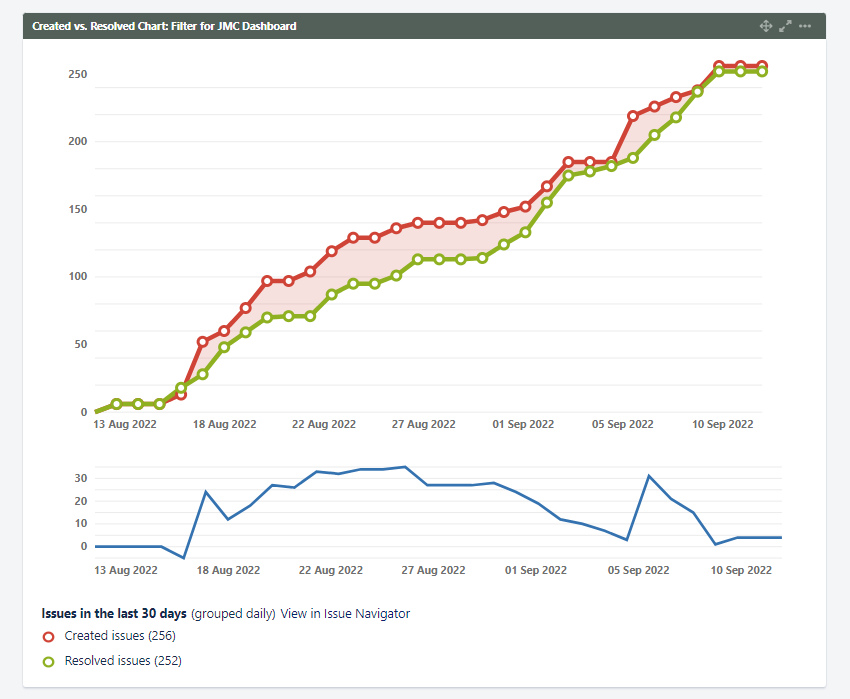 Created vs. Resolved Chart: Filter for JMC Dashboard
250
200
150
100
50
0
13 Aug 2022 18 Aug 2022 22 Aug 2022 27 Aug 2022 01 Sep 2022 05 Sep 2022 10 Sep 2022
30
20
10
0
13 Aug 2022 18 Aug 2022 22 Aug 2022 27 Aug 2022 01 Sep 2022 05 Sep 2022 10 Sep 2022
Issues in the last 30 days (grouped daily) View in Issue Navigator
Created issues (256)
Resolved issues (252)